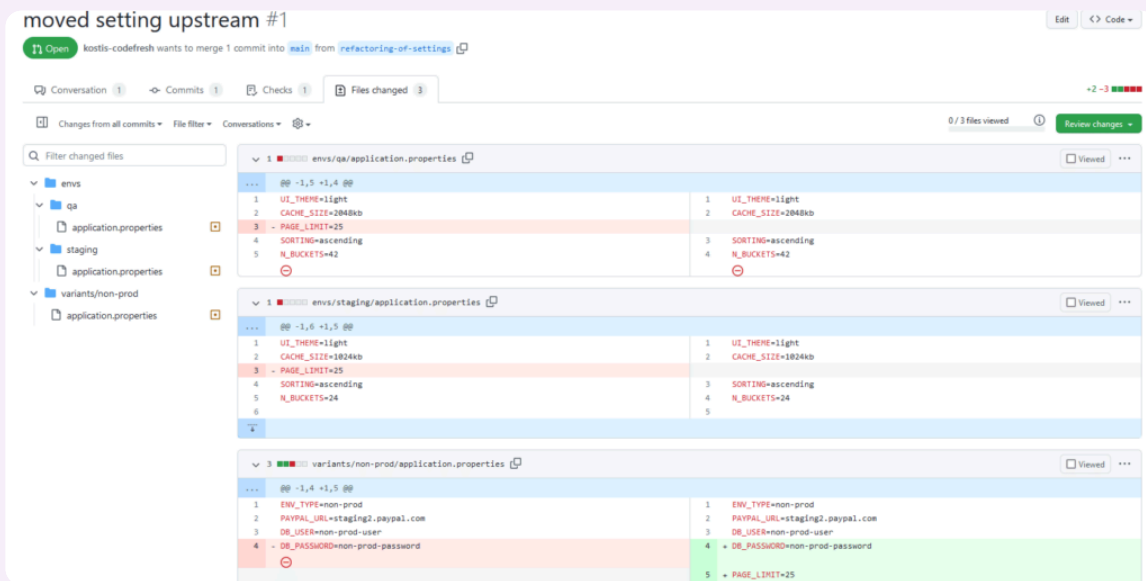 moved setting upstream #1
Edit
<> Code
Open
kostis-codefresh wants to merge 1 commit into main from refactoring-of-settings
Conversation 1
Commits 1
Checks 1
Files changed 3
+2 −3
Changes from all commits
File filter
Conversations
0 / 3 files viewed
Review changes
Filter changed files
envs
qa
application.properties
staging
application.properties
variants/non-prod
application.properties
1 envs/qa/application.properties
Viewed
... @@ -1,5 +1,4 @@
1 UI_THEME=light 1 UI_THEME=light
2 CACHE_SIZE=2048kb 2 CACHE_SIZE=2048kb
3 - PAGE_LIMIT=25
4 SORTING=ascending 3 SORTING=ascending
5 N_BUCKETS=42 4 N_BUCKETS=42
1 envs/staging/application.properties
Viewed
... @@ -1,6 +1,5 @@
1 UI_THEME=light 1 UI_THEME=light
2 CACHE_SIZE=1024kb 2 CACHE_SIZE=1024kb
3 - PAGE_LIMIT=25
4 SORTING=ascending 3 SORTING=ascending
5 N_BUCKETS=24 4 N_BUCKETS=24
6 5
3 variants/non-prod/application.properties
Viewed
... @@ -1,4 +1,5 @@
1 ENV_TYPE=non-prod 1 ENV_TYPE=non-prod
2 PAYPAL_URL=staging2.paypal.com 2 PAYPAL_URL=staging2.paypal.com
3 DB_USER=non-prod-user 3 DB_USER=non-prod-user
4 - DB_PASSWORD=non-prod-password 4 + DB_PASSWORD=non-prod-password
5 + PAGE_LIMIT=25